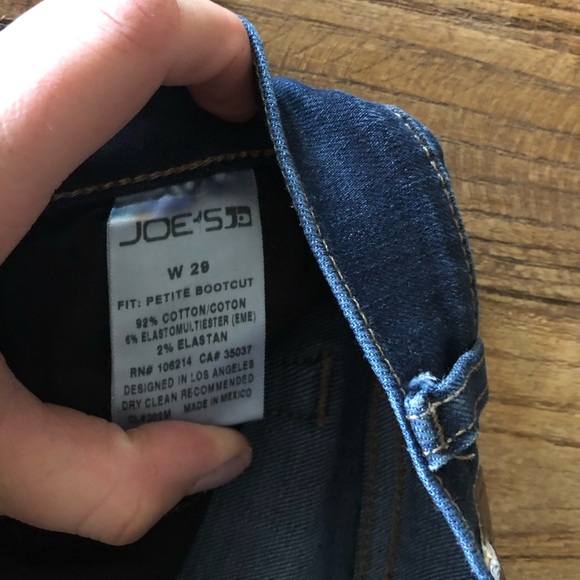 JOE'S
W 29
FIT: PETITE BOOTCUT
92% COTTON/COTON
6% ELASTOMULTIESTER (EME)
2% ELASTAN
RN# 106214 CA# 35037
DESIGNED IN LOS ANGELES
DRY CLEAN RECOMMENDED
MADE IN MEXICO